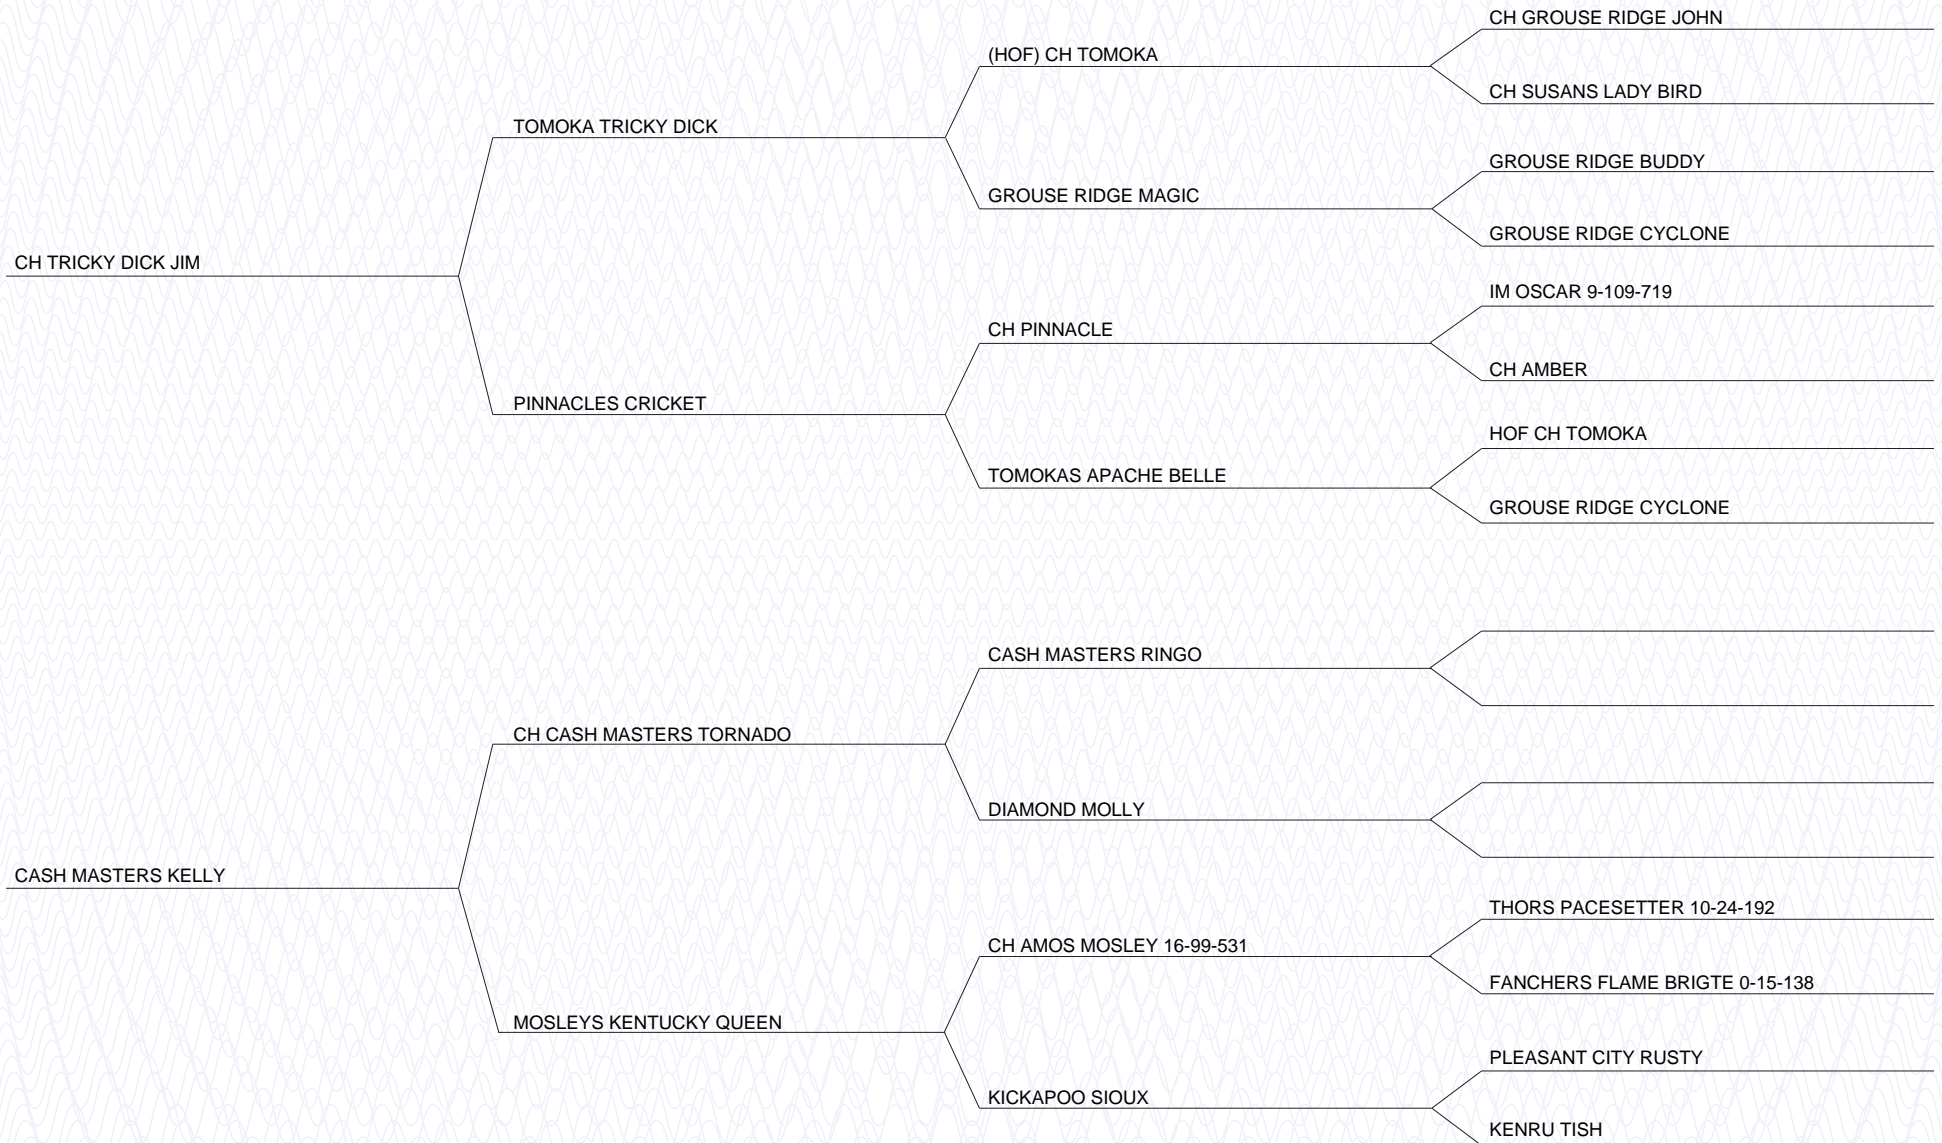 CH GROUSE RIDGE JOHN
(HOF) CH TOMOKA
CH SUSANS LADY BIRD
TOMOKA TRICKY DICK
GROUSE RIDGE BUDDY
GROUSE RIDGE MAGIC
GROUSE RIDGE CYCLONE
CH TRICKY DICK JIM
IM OSCAR 9-109-719
CH PINNACLE
CH AMBER
PINNACLES CRICKET
HOF CH TOMOKA
TOMOKAS APACHE BELLE
GROUSE RIDGE CYCLONE
CASH MASTERS RINGO
CH CASH MASTERS TORNADO
DIAMOND MOLLY
CASH MASTERS KELLY
THORS PACESETTER 10-24-192
CH AMOS MOSLEY 16-99-531
FANCHERS FLAME BRIGTE 0-15-138
MOSLEYS KENTUCKY QUEEN
PLEASANT CITY RUSTY
KICKAPOO SIOUX
KENRU TISH